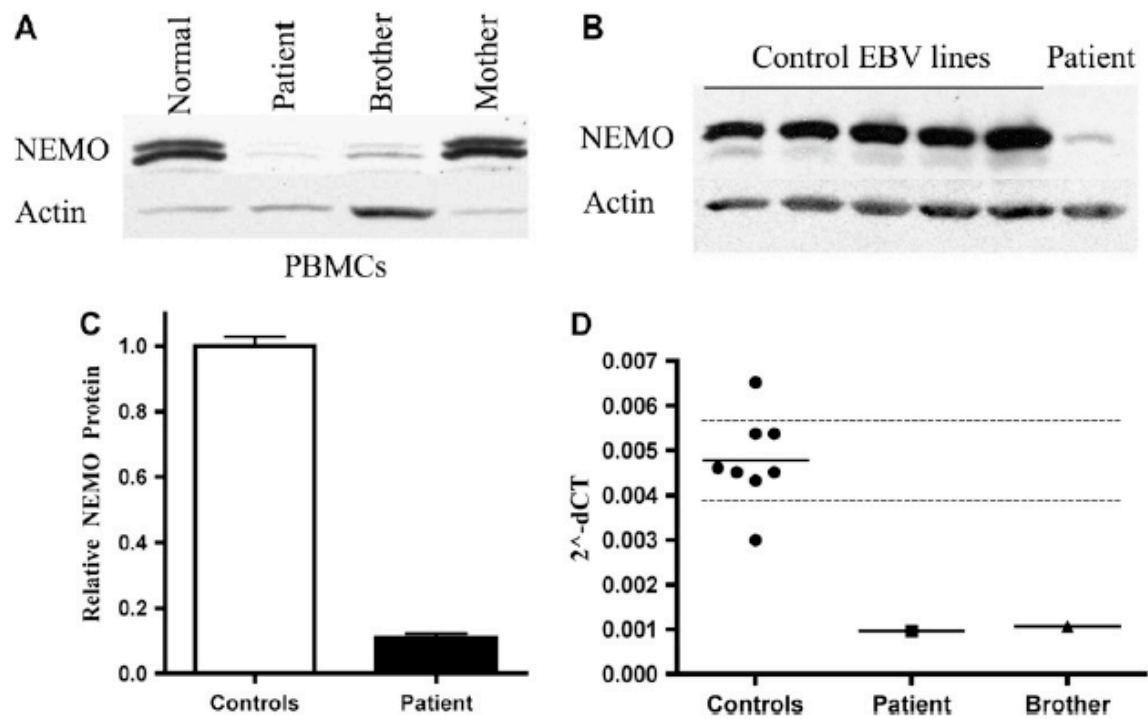 A
Normal
Patient
Brother
Mother
NEMO
Actin
PBMCs
B
Control EBV lines Patient
NEMO
Actin
C
Relative NEMO Protein
1.0
0.8
0.6
0.4
0.2
0.0
Controls Patient
D
2^-dCT
0.007
0.006
0.005
0.004
0.003
0.002
0.001
0.000
Controls Patient Brother